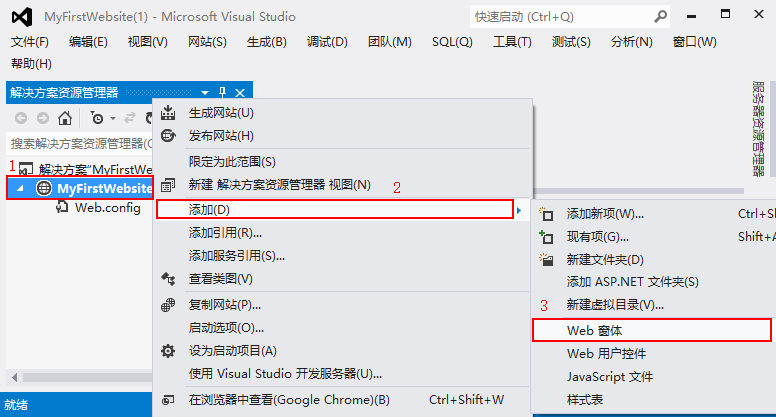 MyFirstWebsite(1) - Microsoft Visual Studio
快速启动 (Ctrl+Q)
文件(F) 编辑(E) 视图(V) 网站(S) 生成(B) 调试(D) 团队(M) SQL(Q) 工具(T) 测试(S) 分析(N) 窗口(W)
帮助(H)
解决方案资源管理器
搜索解决方案资源管理器(C
1
解决方案"MyFirstWe
MyFirstWebsite
Web.config
生成网站(U)
发布网站(H)
限定为此范围(S)
新建 解决方案资源管理器 视图(N)
2
添加(D)
添加引用(R)...
添加服务引用(S)...
查看类图(V)
复制网站(P)...
启动选项(O)...
设为启动项目(A)
使用 Visual Studio 开发服务器(U)...
在浏览器中查看(Google Chrome)(B) Ctrl+Shift+W
添加新项(W)... Ctrl+Sh
现有项(G)... Shift+A
新建文件夹(D)
添加 ASP.NET 文件夹(S)
3
新建虚拟目录(V)...
Web 窗体
Web 用户控件
JavaScript 文件
样式表
服务器资源管理器
就绪